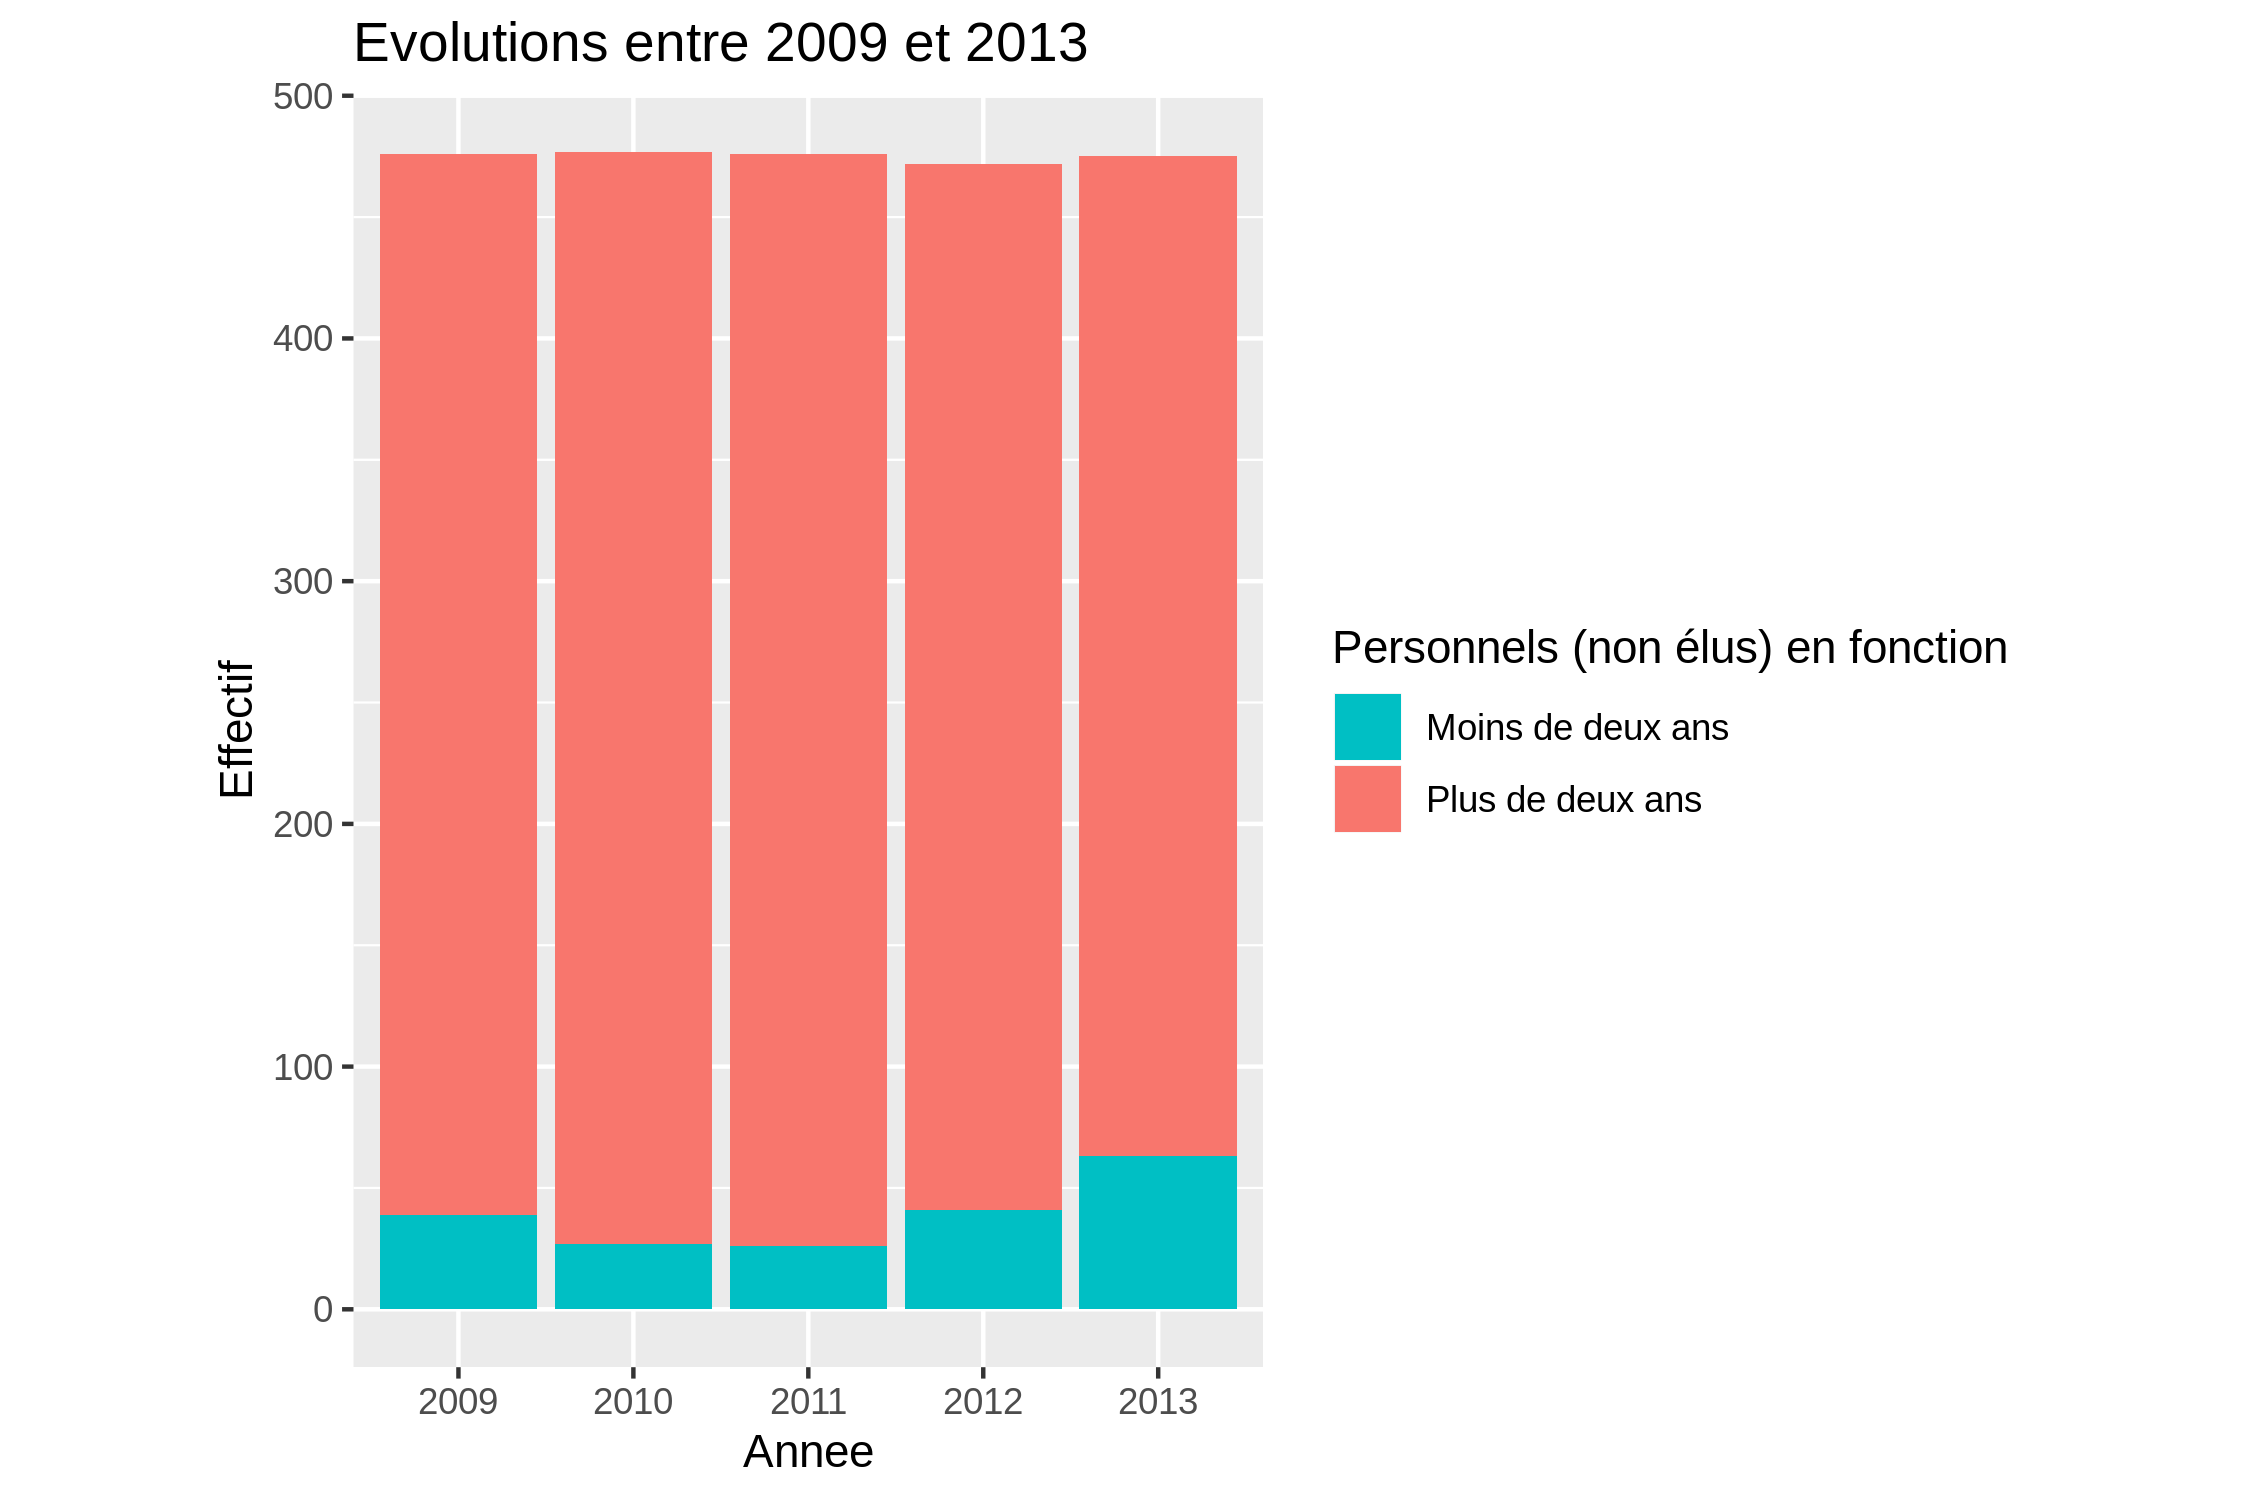 Evolutions entre 2009 et 2013
500
400
300
200
100
0
Effectif
2009 2010 2011 2012 2013
Annee
Personnels (non élus) en fonction
Moins de deux ans
Plus de deux ans